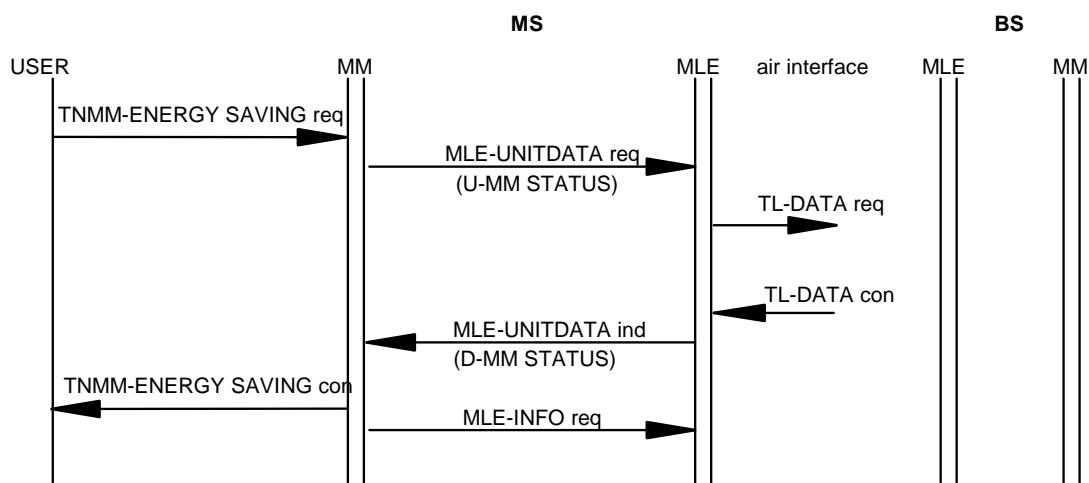 MS BS
USER MM MLE air interface MLE MM
TNMM-ENERGY SAVING req
MLE-UNITDATA req
(U-MM STATUS)
TL-DATA req
TL-DATA con
MLE-UNITDATA ind
(D-MM STATUS)
TNMM-ENERGY SAVING con
MLE-INFO req